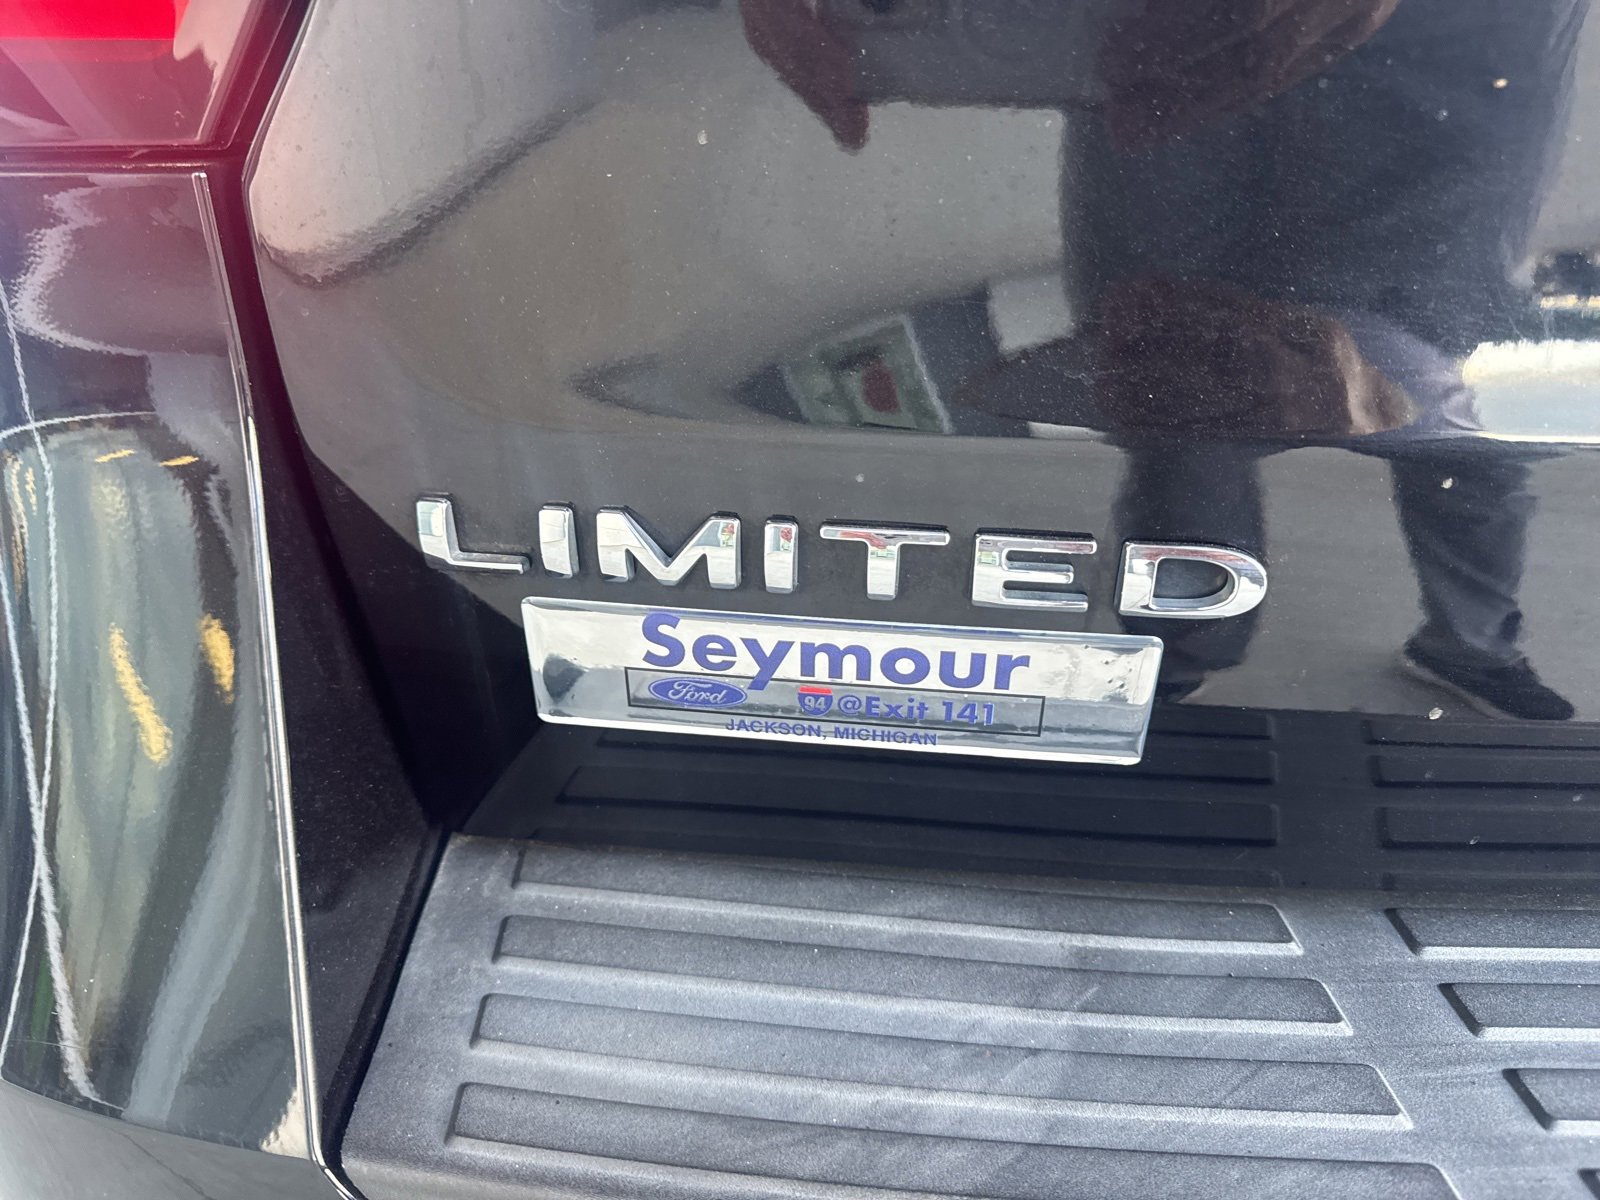 LIMITED
Seymour
Ford 94 @Exit 141
JACKSON, MICHIGAN